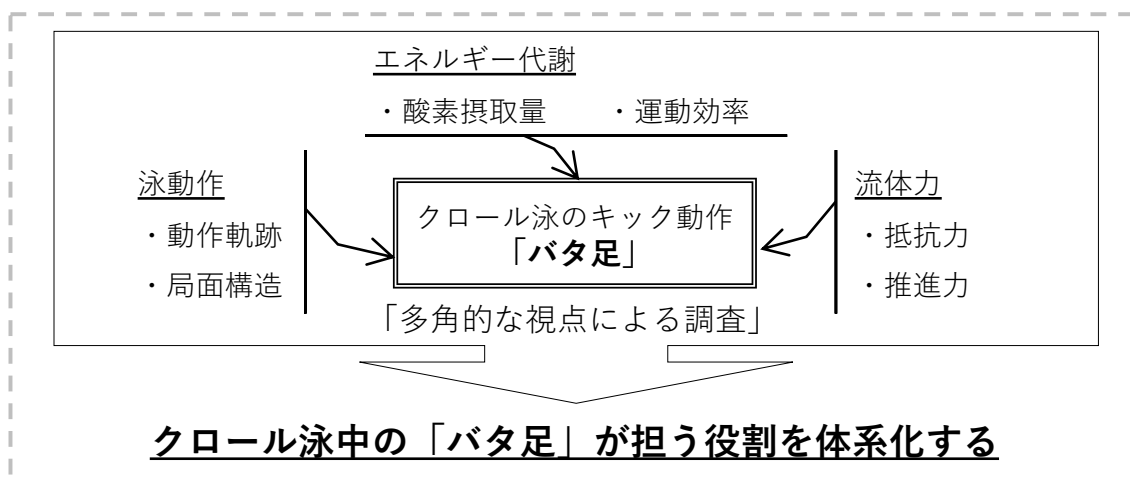 エネルギー代謝
・酸素摂取量　・運動効率
泳動作
・動作軌跡
・局面構造
クロール泳のキック動作
「バタ足」
流体力
・抵抗力
・推進力
「多角的な視点による調査」
クロール泳中の「バタ足」が担う役割を体系化する